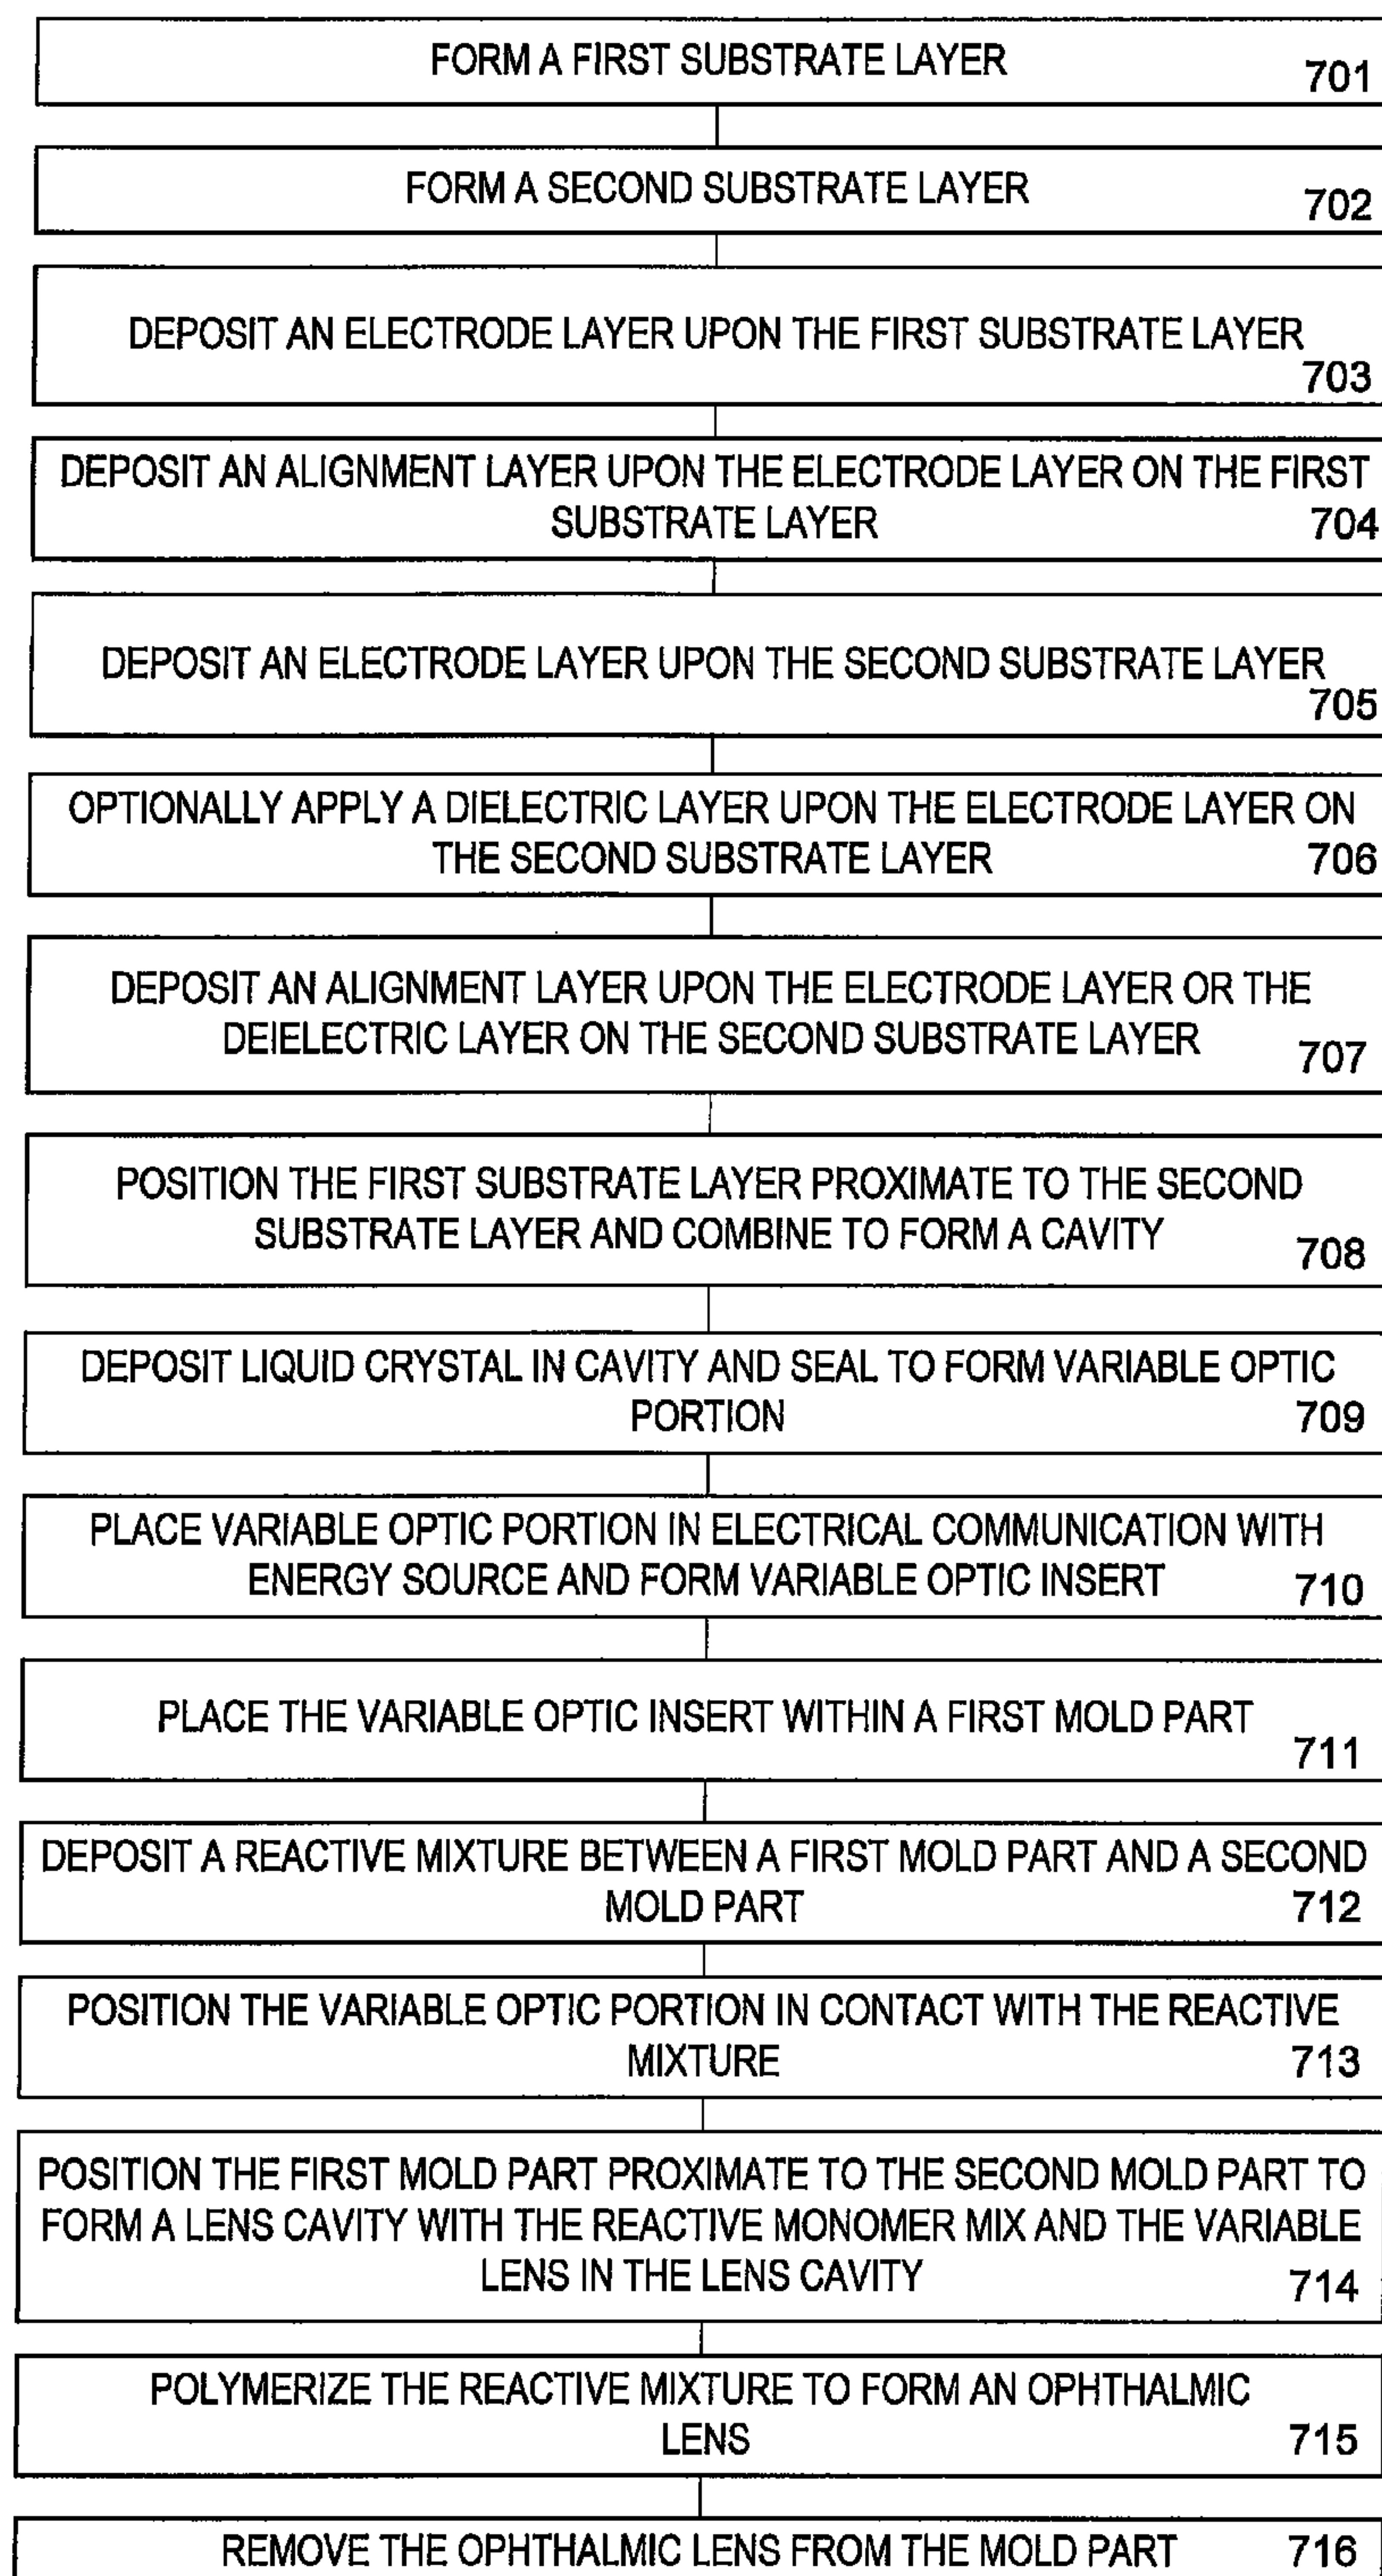 FORM A FIRST SUBSTRATE LAYER
701
FORM A SECOND SUBSTRATE LAYER
702
DEPOSIT AN ELECTRODE LAYER UPON THE FIRST SUBSTRATE LAYER
703
DEPOSIT AN ALIGNMENT LAYER UPON THE ELECTRODE LAYER ON THE FIRST
SUBSTRATE LAYER
704
DEPOSIT AN ELECTRODE LAYER UPON THE SECOND SUBSTRATE LAYER
705
OPTIONALLY APPLY A DIELECTRIC LAYER UPON THE ELECTRODE LAYER ON
THE SECOND SUBSTRATE LAYER
706
DEPOSIT AN ALIGNMENT LAYER UPON THE ELECTRODE LAYER OR THE
DEIELECTRIC LAYER ON THE SECOND SUBSTRATE LAYER
707
POSITION THE FIRST SUBSTRATE LAYER PROXIMATE TO THE SECOND
SUBSTRATE LAYER AND COMBINE TO FORM A CAVITY
708
DEPOSIT LIQUID CRYSTAL IN CAVITY AND SEAL TO FORM VARIABLE OPTIC
PORTION
709
PLACE VARIABLE OPTIC PORTION IN ELECTRICAL COMMUNICATION WITH
ENERGY SOURCE AND FORM VARIABLE OPTIC INSERT
710
PLACE THE VARIABLE OPTIC INSERT WITHIN A FIRST MOLD PART
711
DEPOSIT A REACTIVE MIXTURE BETWEEN A FIRST MOLD PART AND A SECOND
MOLD PART
712
POSITION THE VARIABLE OPTIC PORTION IN CONTACT WITH THE REACTIVE
MIXTURE
713
POSITION THE FIRST MOLD PART PROXIMATE TO THE SECOND MOLD PART TO
FORM A LENS CAVITY WITH THE REACTIVE MONOMER MIX AND THE VARIABLE
LENS IN THE LENS CAVITY
714
POLYMERIZE THE REACTIVE MIXTURE TO FORM AN OPHTHALMIC
LENS
715
REMOVE THE OPHTHALMIC LENS FROM THE MOLD PART
716